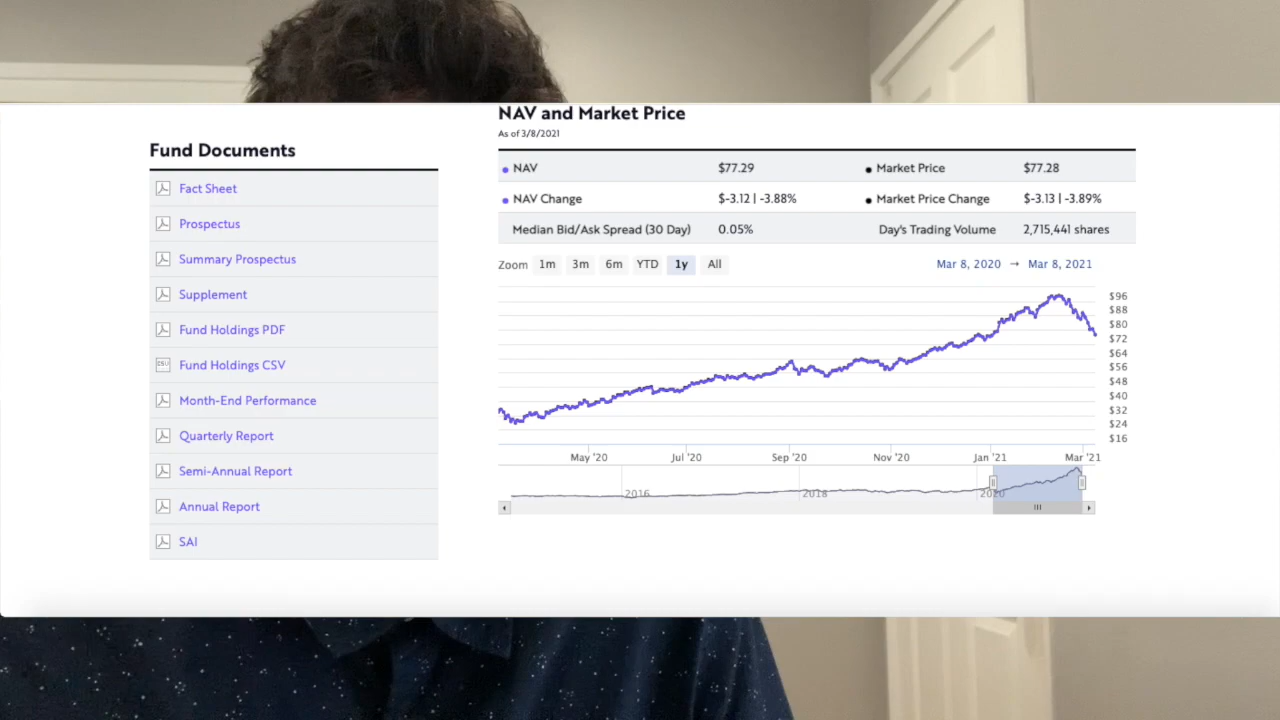 NAV and Market Price
As of 3/8/2021
Fund Documents
Fact Sheet
Prospectus
Summary Prospectus
Supplement
Fund Holdings PDF
Fund Holdings CSV
Month-End Performance
Quarterly Report
Semi-Annual Report
Annual Report
SAI
NAV $77.29 Market Price $77.28
NAV Change $-3.12 | -3.88% Market Price Change $-3.13 | -3.89%
Median Bid/Ask Spread (30 Day) 0.05% Day's Trading Volume 2,715,441 shares
Zoom 1m 3m 6m YTD 1y All Mar 8, 2020 → Mar 8, 2021
$96
$88
$80
$72
$64
$56
$48
$40
$32
$24
$16
May '20 Jul '20 Sep '20 Nov '20 Jan '21 Mar '21
2016 2018 2020